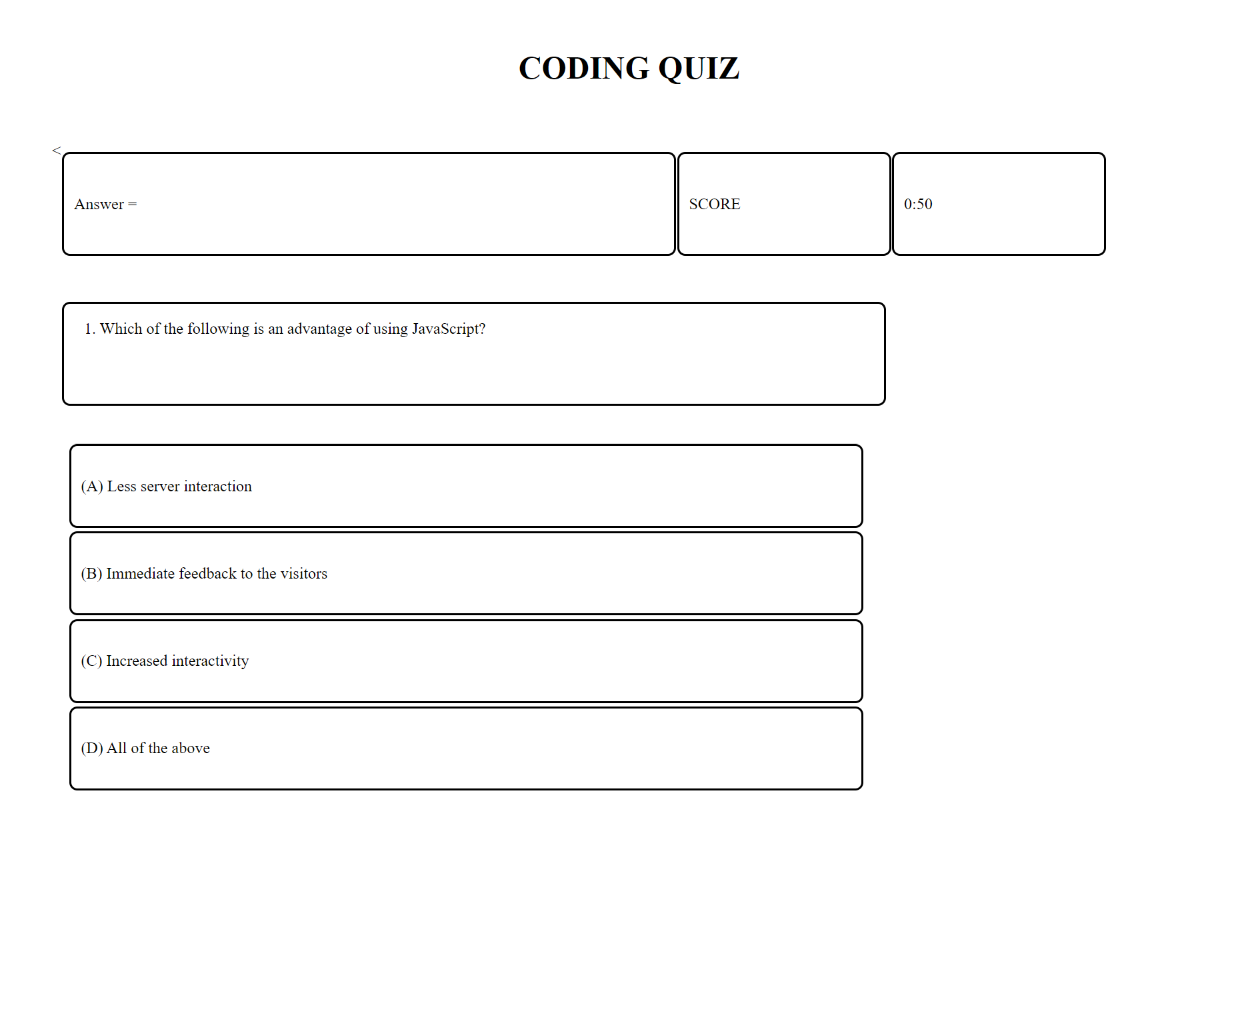 CODING QUIZ
<
Answer =
SCORE
0:50
1. Which of the following is an advantage of using JavaScript?
(A) Less server interaction
(B) Immediate feedback to the visitors
(C) Increased interactivity
(D) All of the above